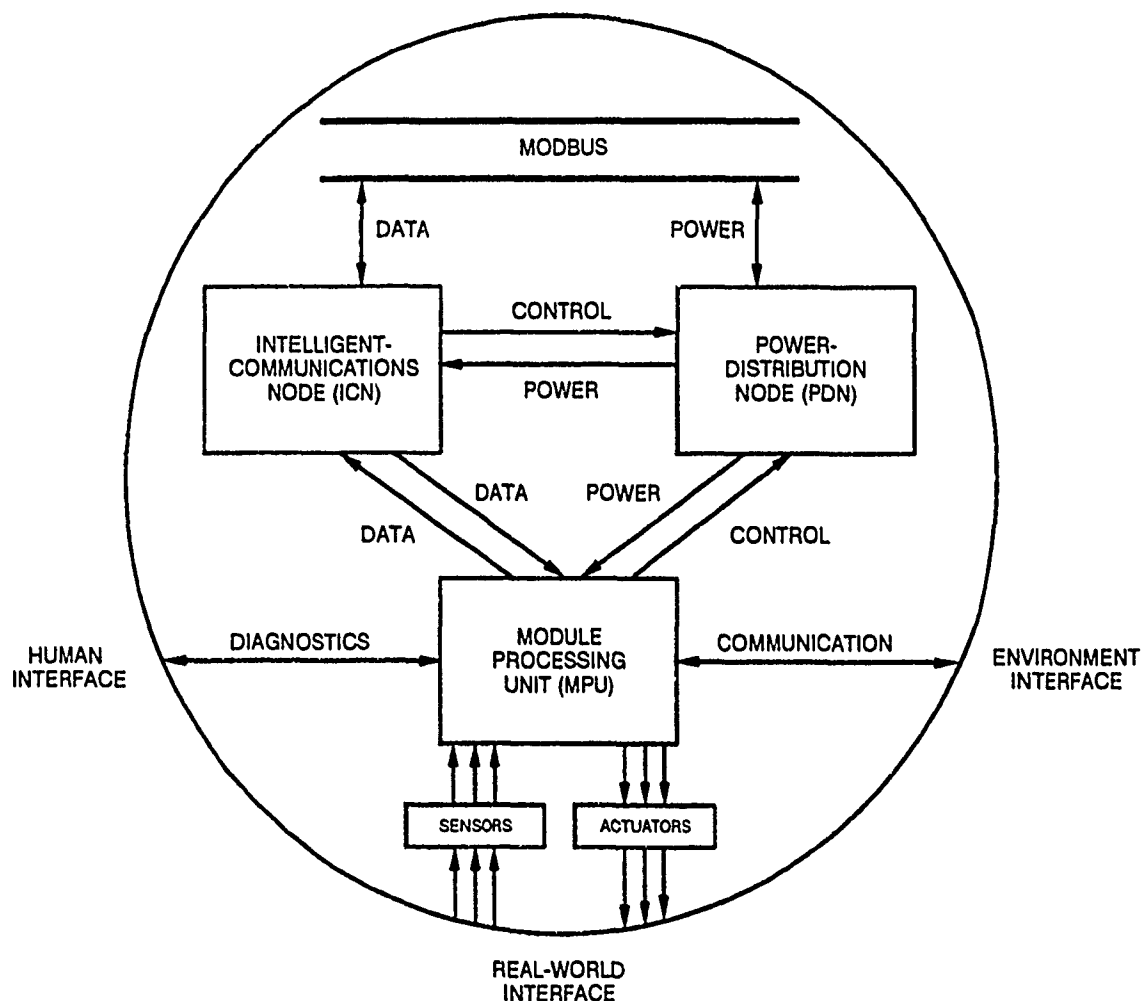 MODBUS
DATA
POWER
CONTROL
INTELLIGENT-
COMMUNICATIONS
NODE (ICN)
POWER
POWER-
DISTRIBUTION
NODE (PDN)
DATA
POWER
DATA
CONTROL
HUMAN
INTERFACE
DIAGNOSTICS
MODULE
PROCESSING
UNIT (MPU)
COMMUNICATION
ENVIRONMENT
INTERFACE
SENSORS
ACTUATORS
REAL-WORLD
INTERFACE